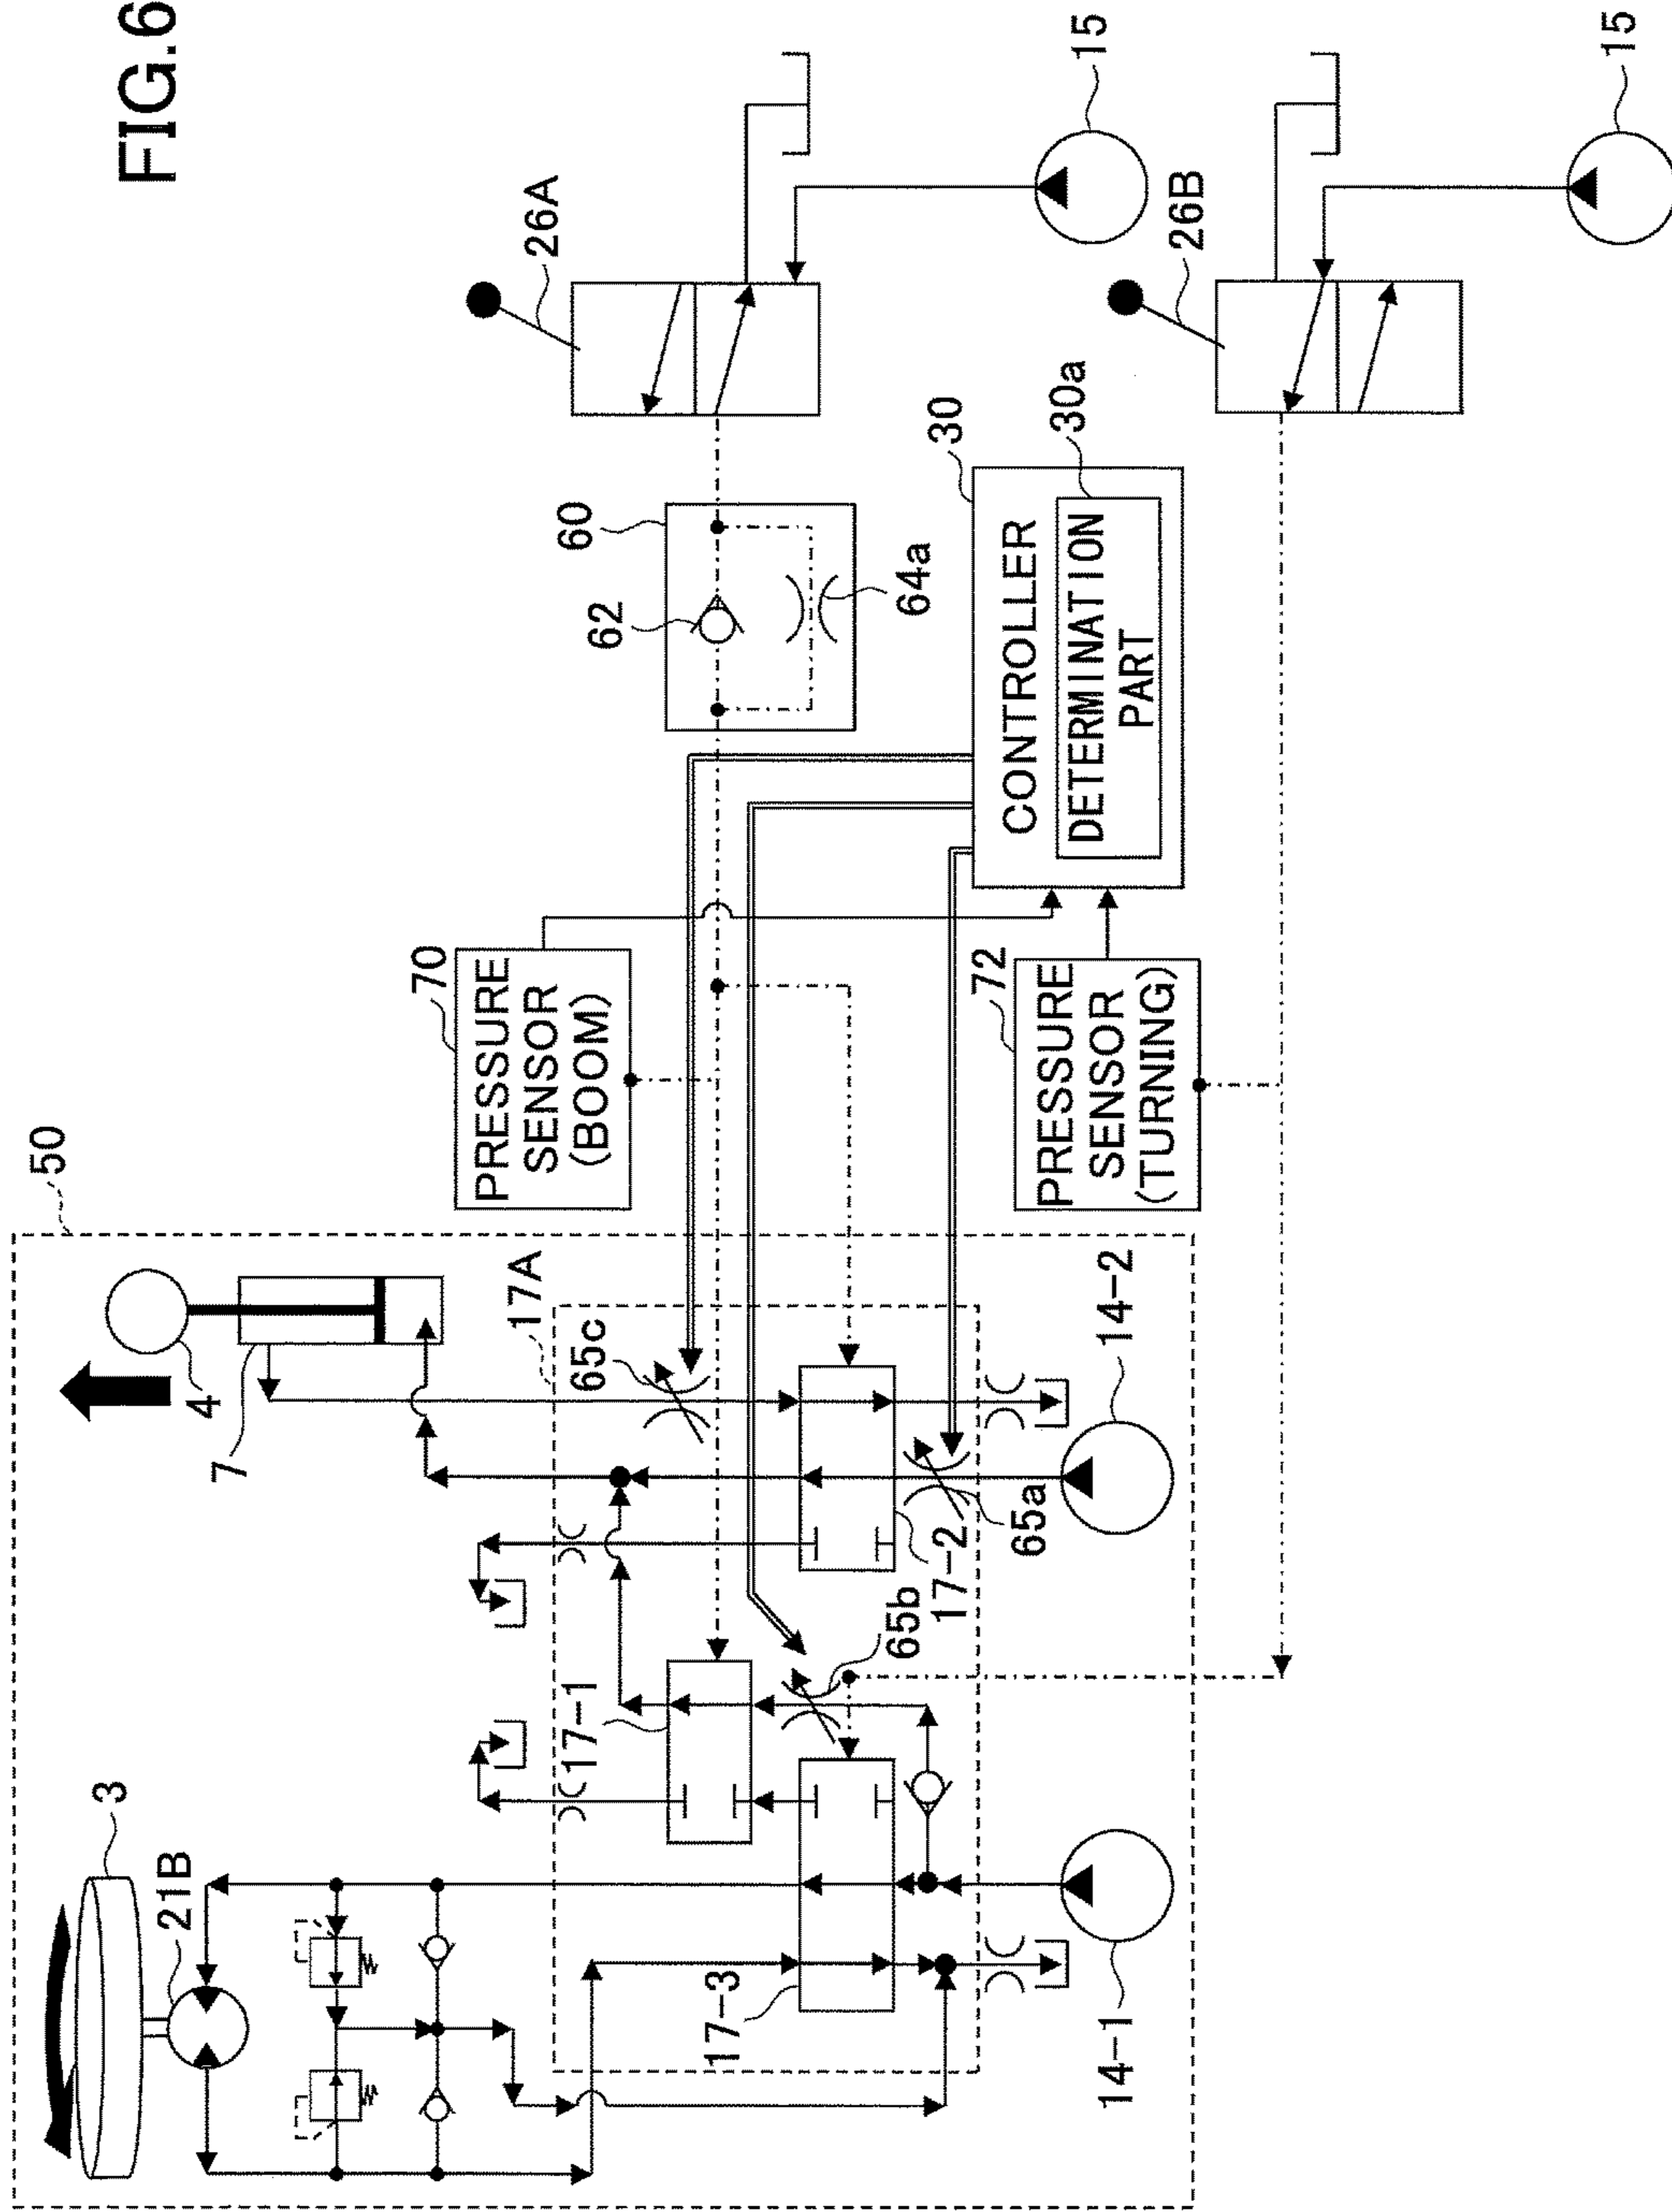 FIG.6
50
3
21B
4
7
17A
65c
17-1
65b
17-2
65a
17-3
14-1
14-2
70
PRESSURE
SENSOR
(BOOM)
72
PRESSURE
SENSOR
(TURNING)
60
62
64a
30
CONTROLLER
30a
DETERMINATION
PART
26A
15
26B
15